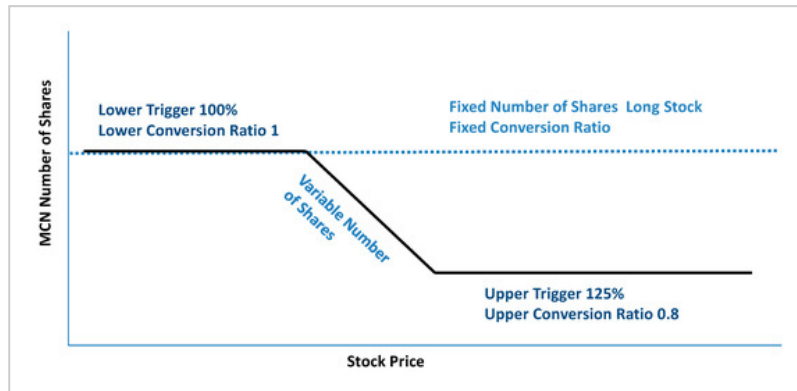 MCN Number of Shares
Lower Trigger 100%
Lower Conversion Ratio 1
Fixed Number of Shares Long Stock
Fixed Conversion Ratio
Variable Number
of Shares
Upper Trigger 125%
Upper Conversion Ratio 0.8
Stock Price